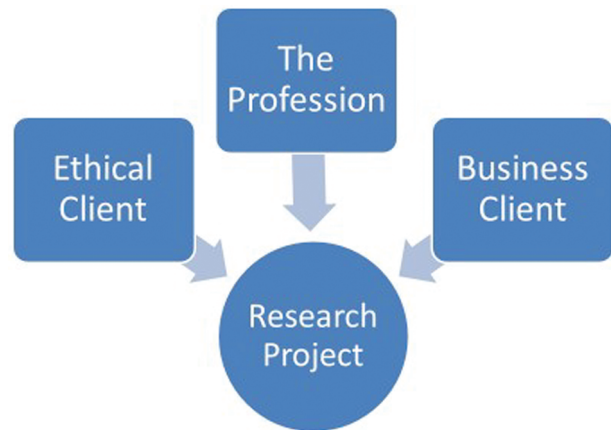 The
Profession
Ethical
Client
Business
Client
Research
Project